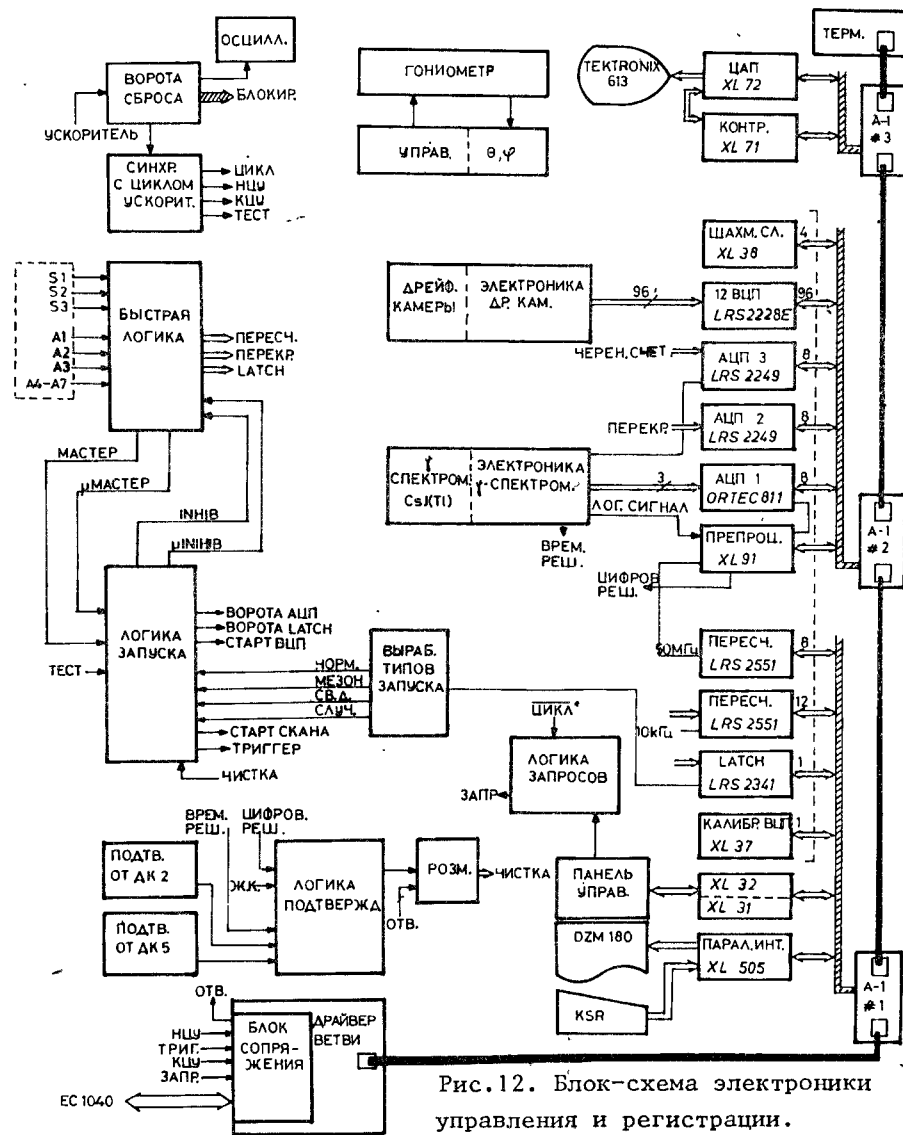 ОСЦИЛЛ.
ВОРОТА
СБРОСА
БЛОКИР.
УСКОРИТЕЛЬ
СИНХР.
С ЦИКЛОМ
УСКОРИТ.
ЦИКЛ
НЦУ
КЦУ
ТЕСТ
ГОНИОМЕТР
УПРАВ.
θ,φ
TEKTRONIX
613
ЦАП
XL 72
КОНТР.
XL 71
ТЕРМ.
A-1
#3
S1
S2
S3
A1
A2
A3
A4-A7
БЫСТРАЯ
ЛОГИКА
ПЕРЕСЧ.
ПЕРЕКР.
LATCH
МАСТЕР
μМАСТЕР
INHIB
μINIHIB
ДРЕЙФ.
КАМЕРЫ
ЭЛЕКТРОНИКА
ДР. КАМ.
96
ШАХМ. СЛ.
XL 38
4
12 ВЦП
LRS2228E
96
ЧЕРЕН. СЧЕТ.
АЦП 3
LRS 2249
8
ПЕРЕКР.
АЦП 2
LRS 2249
8
γ
СПЕКТРОМ.
CsJ(Tl)
ЭЛЕКТРОНИКА
γ-СПЕКТРОМ.
3
АЦП 1
ORTEC 811
8
ЛОГ. СИГНАЛ
ВРЕМ.
РЕШ.
ПРЕПРОЦ.
XL 91
ЦИФРОВ
РЕШ.
A-1
#2
ЛОГИКА
ЗАПУСКА
ВОРОТА АЦП
ВОРОТА LATCH
СТАРТ ВЦП
ТЕСТ
НОРМ.
МЕЗОН
СВ.Д.
СЛУЧ.
СТАРТ СКАНА
ТРИГГЕР
ЧИСТКА
ВЫРАБ.
ТИПОВ
ЗАПУСКА
50МГц
ПЕРЕСЧ.
LRS 2551
8
10кГц
ПЕРЕСЧ.
LRS 2551
12
LATCH
LRS 2341
1
КАЛИБР. ВЦП
XL 37
1
ЦИКЛ*
ЛОГИКА
ЗАПРОСОВ
ЗАПР
ВРЕМ.
РЕШ.
ЦИФРОВ.
РЕШ.
ПОДТВ.
ОТ ДК 2
ПОДТВ.
ОТ ДК 5
Ж.К.
ЛОГИКА
ПОДТВЕРЖД
РОЗМ.
ЧИСТКА
ОТВ.
ПАНЕЛЬ
УПРАВ.
XL 32
XL 31
DZM 180
ПАРАЛ. ИНТ.
XL 505
KSR
A-1
#1
ОТВ.
НЦУ
ТРИГ.
КЦУ
ЗАПР.
ЕС 1040
БЛОК
СОПРЯ-
ЖЕНИЯ
ДРАЙВЕР
ВЕТВИ
Рис.12. Блок-схема электроники
управления и регистрации.